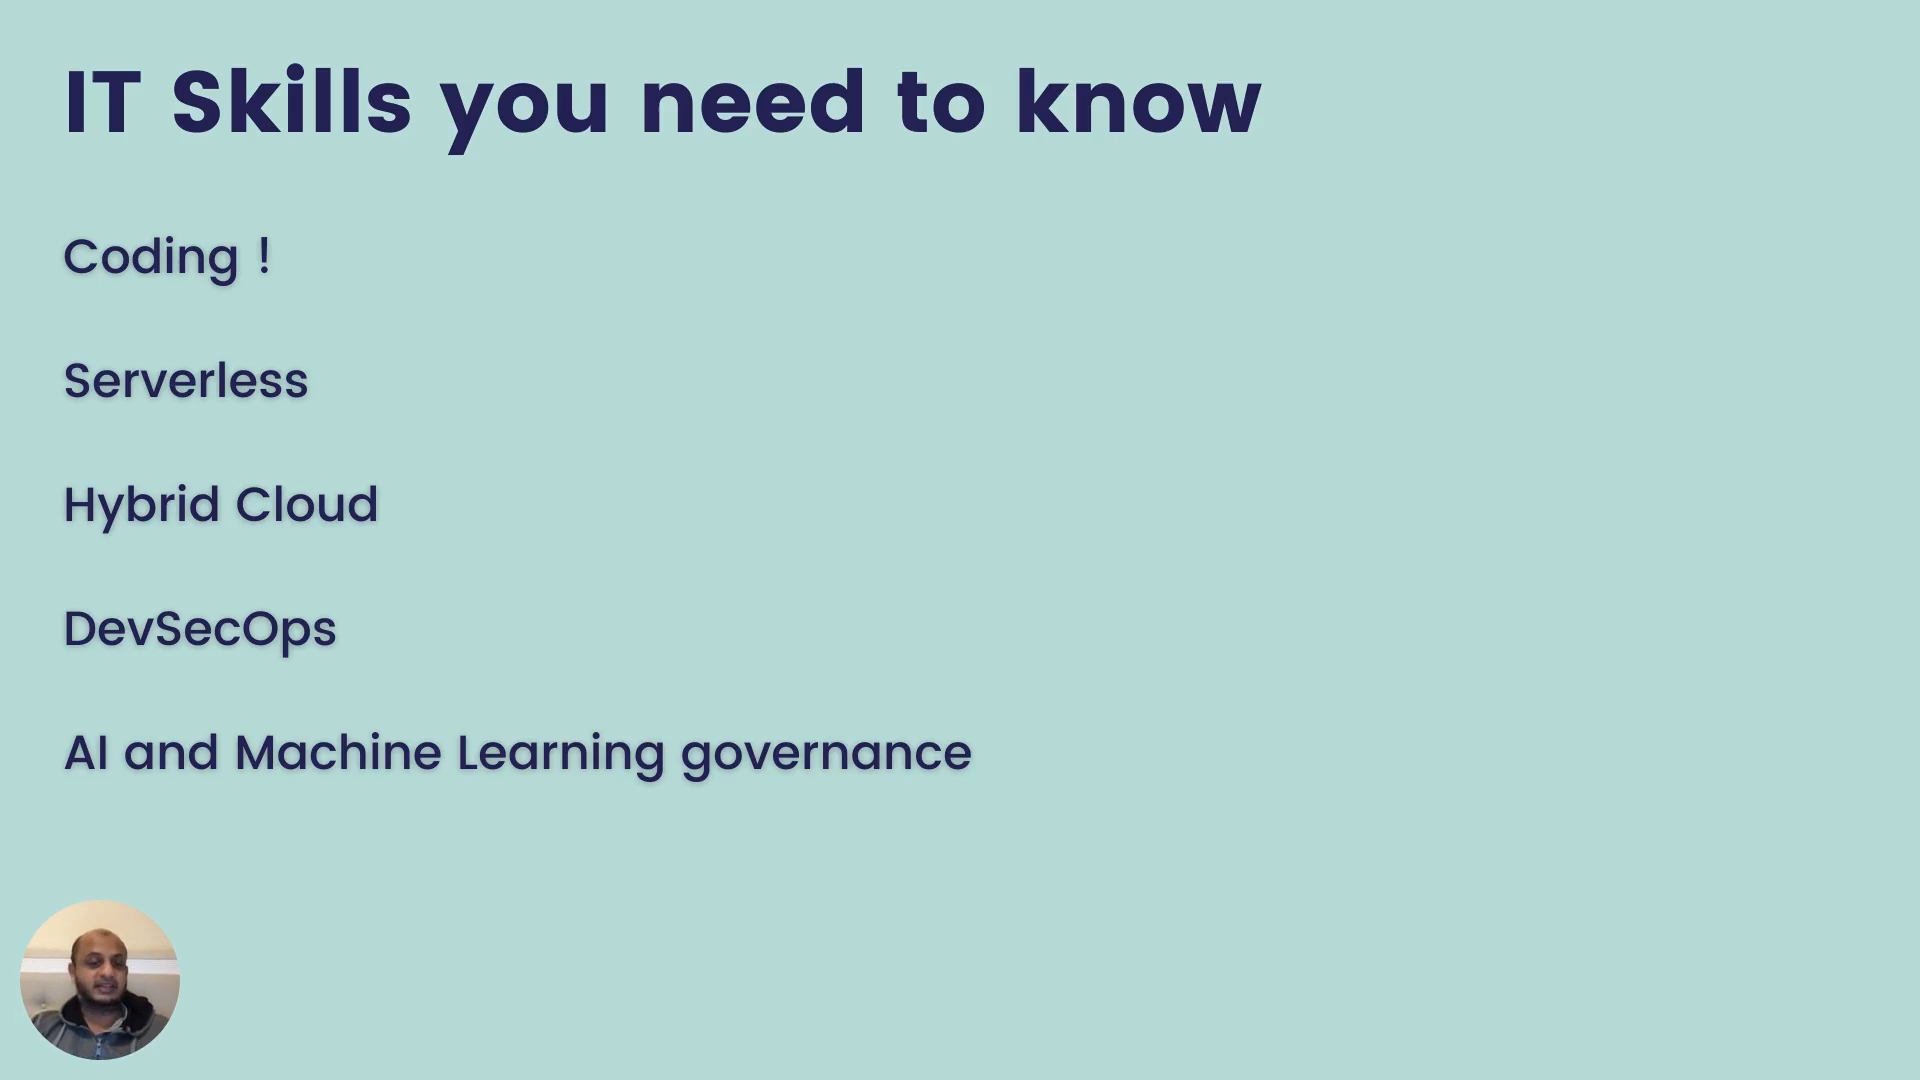 IT Skills you need to know
Coding !
Serverless
Hybrid Cloud
DevSecOps
AI and Machine Learning governance